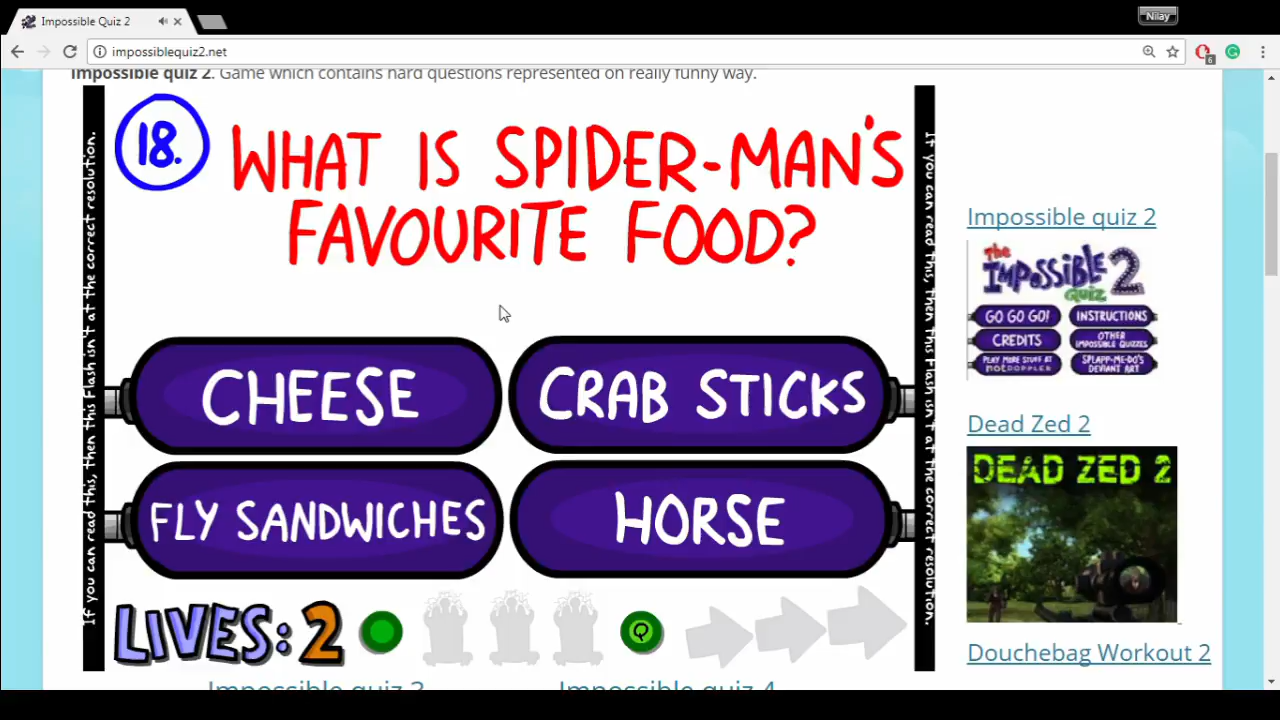 Impossible Quiz 2
Nilay
impossiblequiz2.net
6
Impossible quiz 2. Game which contains hard questions represented on really funny way.
If you can read this, then this Flash isn't at the correct resolution.
18.
WHAT IS SPIDER-MAN'S
FAVOURITE FOOD?
CHEESE
CRAB STICKS
FLY SANDWICHES
HORSE
LIVES: 2
Q
If you can read this, then this Flash isn't at the correct resolution.
Impossible quiz 2
The
IMPOSSIBLE
Quiz 2
GO GO GO!
INSTRUCTIONS
CREDITS
OTHER
IMPOSSIBLE QUIZZES
PLAY MORE STUFF AT
notDOPPLER
SPLAPP-ME-DO'S
DEVIANT ART
Dead Zed 2
DEAD ZED 2
Douchebag Workout 2
Impossible quiz 3
Impossible quiz 4